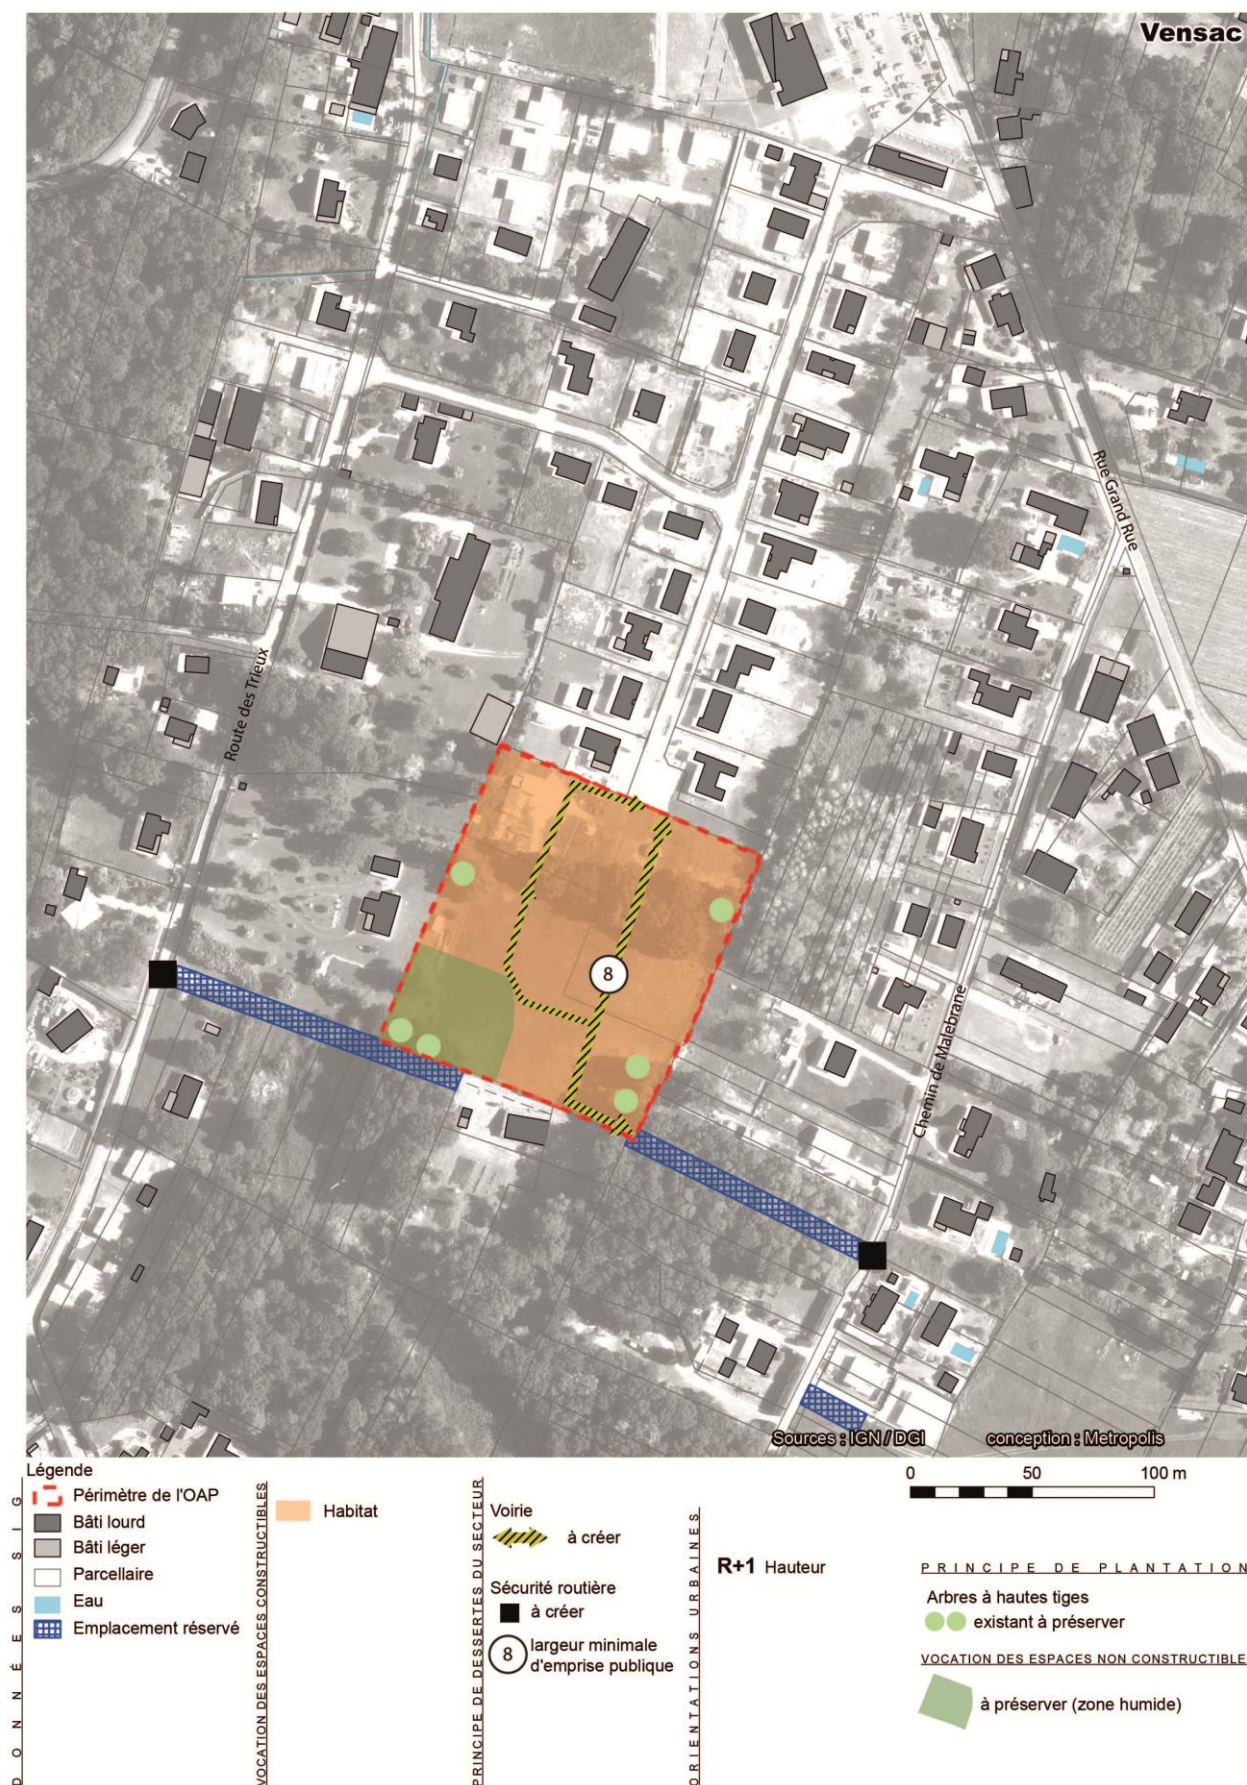 Vensac
Rue Grand Rue
Route des Trieux
8
Chemin de Malebrane
Sources : IGN / DGI
conception : Metropolis
Légende
DONNÉES SIG
Périmètre de l'OAP
Bâti lourd
Bâti léger
Parcellaire
Eau
Emplacement réservé
VOCATION DES ESPACES CONSTRUCTIBLES
Habitat
PRINCIPE DE DESSERTES DU SECTEUR
Voirie
à créer
Sécurité routière
à créer
8
largeur minimale
d'emprise publique
ORIENTATIONS URBAINES
R+1 Hauteur
0 50 100 m
PRINCIPE DE PLANTATION
Arbres à hautes tiges
existant à préserver
VOCATION DES ESPACES NON CONSTRUCTIBLE
à préserver (zone humide)